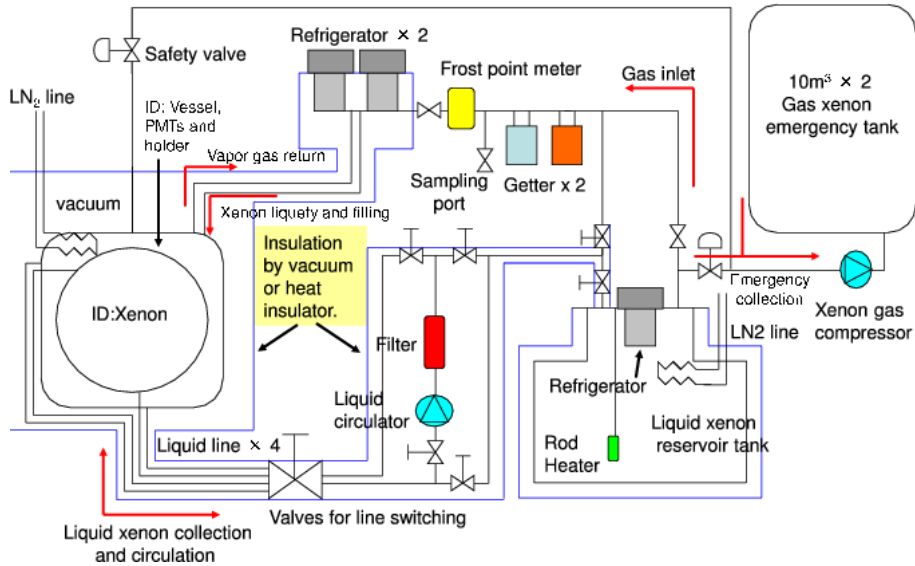 Refrigerator × 2
Safety valve
Frost point meter
Gas inlet
10m³ × 2
Gas xenon
emergency tank
LN₂ line
ID: Vessel,
PMTs and
holder
Vapor gas return
Sampling
port
Getter x 2
vacuum
Xenon liquety and filling
Insulation
by vacuum
or heat
insulator.
Emergency
collection
Xenon gas
compressor
ID:Xenon
Filter
LN2 line
Refrigerator
Liquid
circulator
Liquid xenon
reservoir tank
Liquid line × 4
Rod
Heater
Valves for line switching
Liquid xenon collection
and circulation